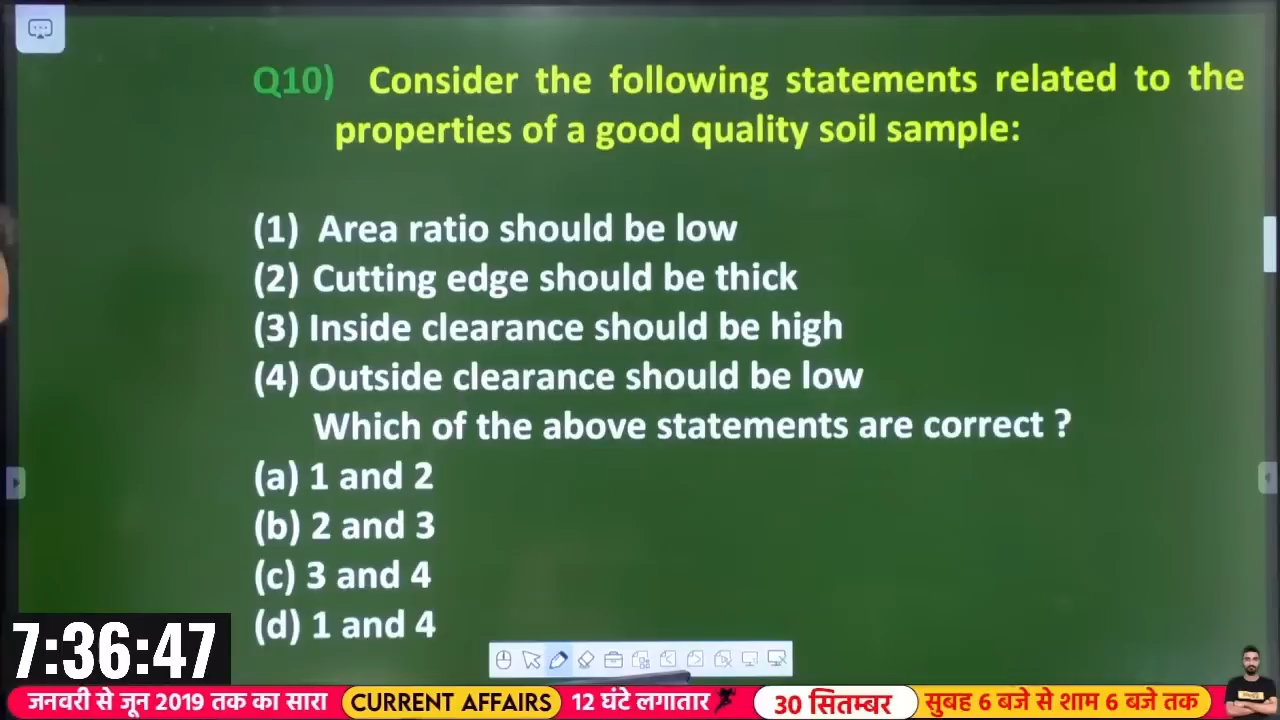 Q10) Consider the following statements related to the
properties of a good quality soil sample:
(1) Area ratio should be low
(2) Cutting edge should be thick
(3) Inside clearance should be high
(4) Outside clearance should be low
Which of the above statements are correct ?
(a) 1 and 2
(b) 2 and 3
(c) 3 and 4
(d) 1 and 4
7:36:47
जनवरी से जून 2019 तक का सारा CURRENT AFFAIRS 12 घंटे लगातार 30 सितम्बर सुबह 6 बजे से शाम 6 बजे तक